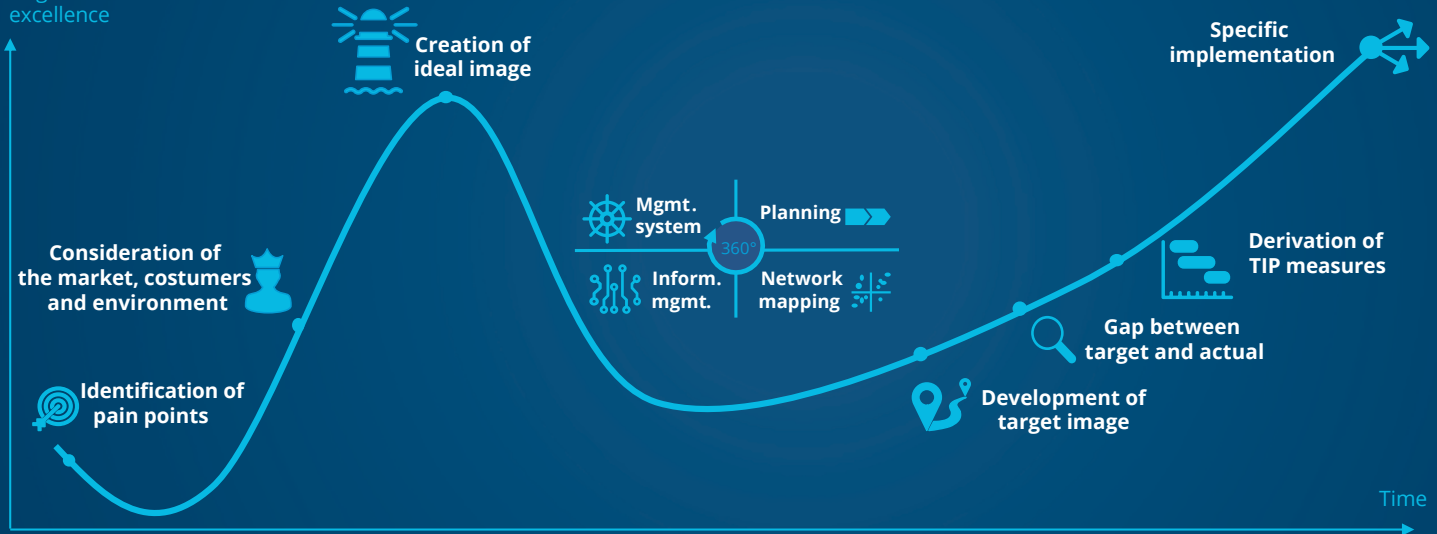 excellence
Creation of
ideal image
Specific
implementation
Mgmt.
system
Planning
360°
Inform.
mgmt.
Network
mapping
Consideration of
the market, costumers
and environment
Derivation of
TIP measures
Gap between
target and actual
Identification of
pain points
Development of
target image
Time